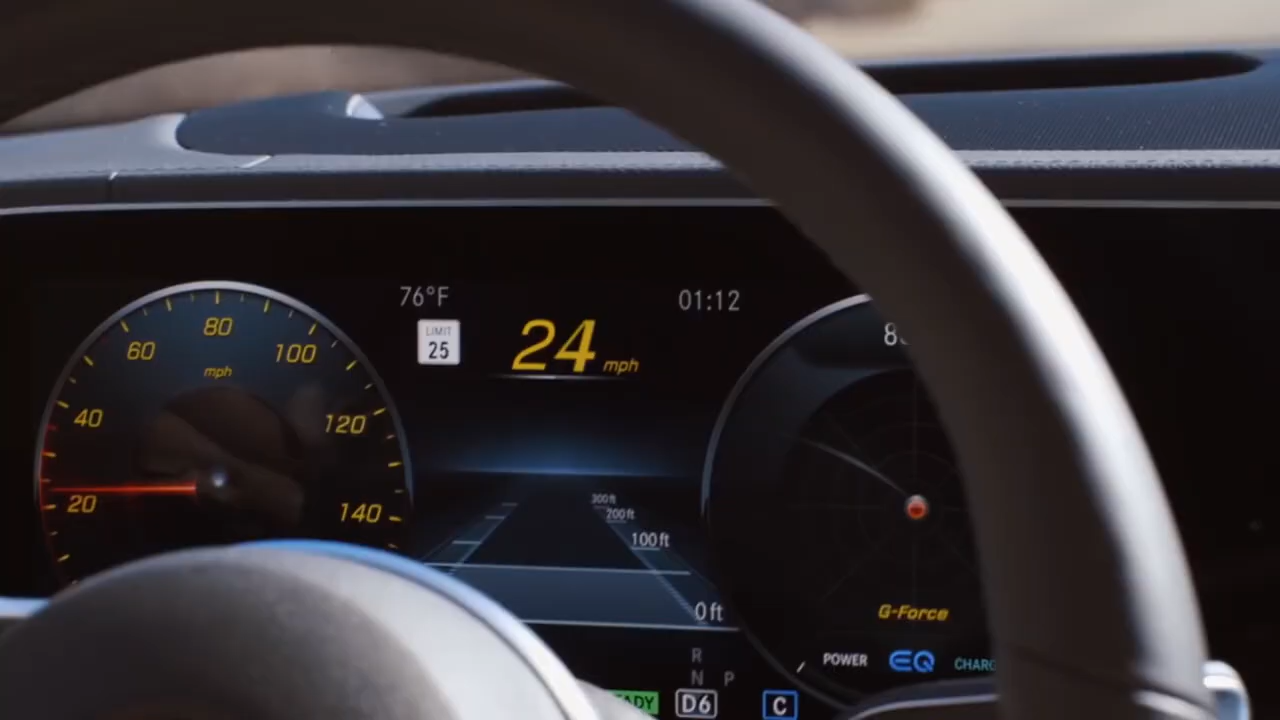 76°F
01:12
LIMIT
25
24 mph
80
60
100
mph
40
120
20
140
300 ft
200 ft
100 ft
0 ft
G-Force
POWER
EQ
R
N
P
D6
C